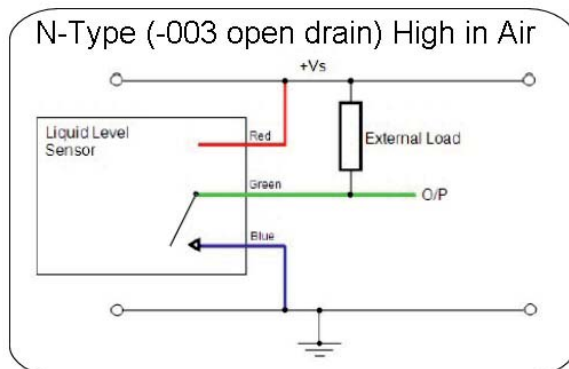 N-Type (-003 open drain) High in Air
+Vs
Liquid Level
Sensor
Red
External Load
Green
O/P
Blue